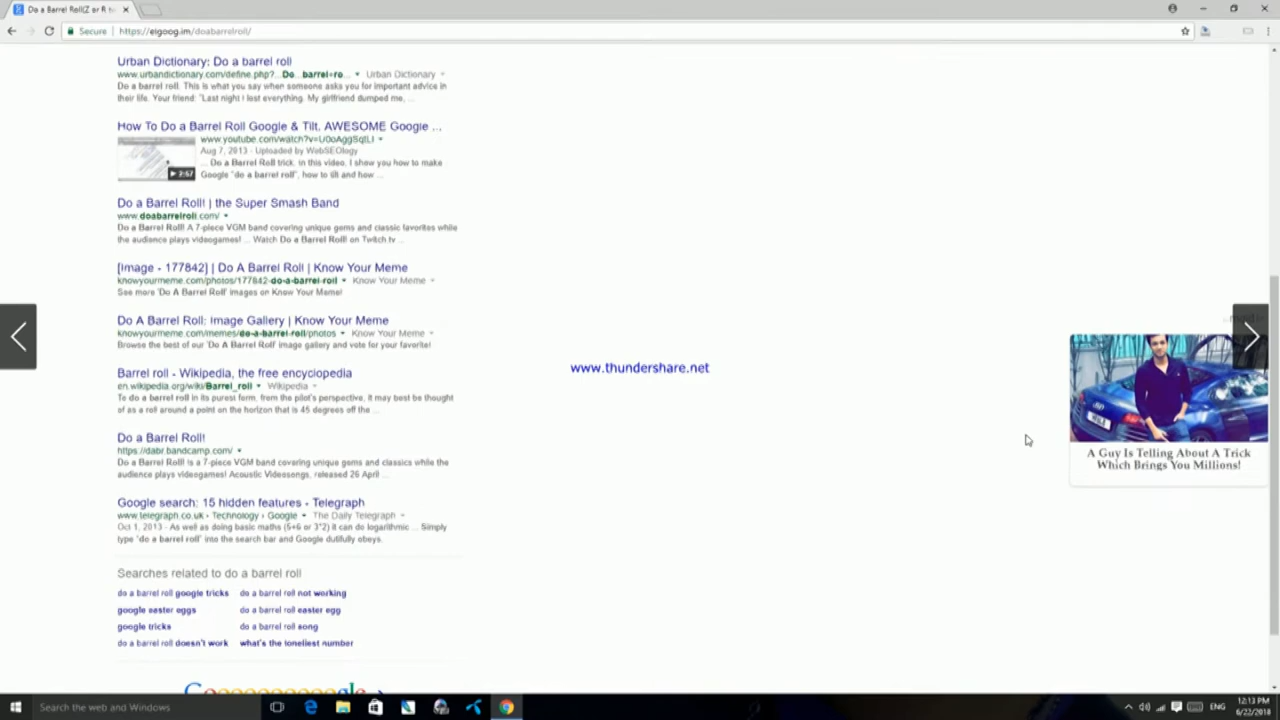 Do a Barrel Roll(Z or R tw
Secure https://elgoog.im/doabarrelroll/
Urban Dictionary: Do a barrel roll
www.urbandictionary.com/define.php?...Do...barrel+ro... Urban Dictionary
Do a barrel roll. This is what you say when someone asks you for important advice in
their life. Your friend: "Last night I lost everything. My girlfriend dumped me, ...
How To Do a Barrel Roll Google & Tilt, AWESOME Google ...
Aug 7, 2013 - Uploaded by WebSEOlogy
... Do a Barrel Roll trick. In this video, I show you how to make
Google "do a barrel roll", how to tilt and how ...
Do a Barrel Roll! | the Super Smash Band
www.doabarrelroll.com/
Do a Barrel Roll! A 7-piece VGM band covering unique gems and classic favorites while
the audience plays videogames! ... Watch Do a Barrel Roll! on Twitch.tv ...
[Image - 177842] | Do A Barrel Roll | Know Your Meme
knowyourmeme.com/photos/177842-do-a-barrel-roll Know Your Meme
See more 'Do A Barrel Roll' images on Know Your Meme!
Do A Barrel Roll: Image Gallery | Know Your Meme
knowyourmeme.com/memes/do-a-barrel-roll/photos Know Your Meme
Browse the best of our 'Do A Barrel Roll' image gallery and vote for your favorite!
www.thundershare.net
Barrel roll - Wikipedia, the free encyclopedia
en.wikipedia.org/wiki/Barrel_roll Wikipedia
To do a barrel roll in its purest form, from the pilot's perspective, it may best be thought
of as a roll around a point on the horizon that is 45 degrees off the ...
A Guy Is Telling About A Trick
Which Brings You Millions!
Do a Barrel Roll!
https://dabr.bandcamp.com/
Do a Barrel Roll! is a 7-piece VGM band covering unique gems and classics while the
audience plays videogames! Acoustic Videosongs, released 26 April ...
Google search: 15 hidden features - Telegraph
www.telegraph.co.uk › Technology › Google The Daily Telegraph
Oct 1, 2013 - As well as doing basic maths (5+6 or 3*2) it can do logarithmic ... Simply
type "do a barrel roll" into the search bar and Google dutifully obeys.
Searches related to do a barrel roll
do a barrel roll google tricks do a barrel roll not working
google easter eggs do a barrel roll easter egg
google tricks do a barrel roll song
do a barrel roll doesn't work what's the loneliest number
Goooooooooogle
Search the web and Windows
ENG
12:13 PM
6/22/2018